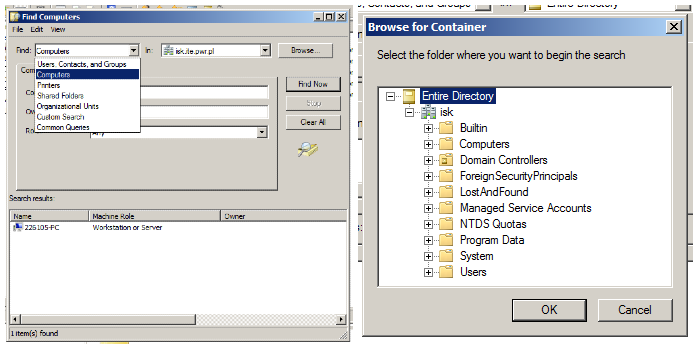 Find Computers
File Edit View
Find: Computers In: isk.ite.pwr.pl Browse...
Users, Contacts, and Groups
Computers
Printers
Shared Folders
Organizational Units
Custom Search
Common Queries
Find Now
Stop
Clear All
Any
Search results:
Name Machine Role Owner
226105-PC Workstation or Server
1 item(s) found
Entire Directory
Browse for Container
Select the folder where you want to begin the search
Entire Directory
isk
Builtin
Computers
Domain Controllers
ForeignSecurityPrincipals
LostAndFound
Managed Service Accounts
NTDS Quotas
Program Data
System
Users
OK Cancel